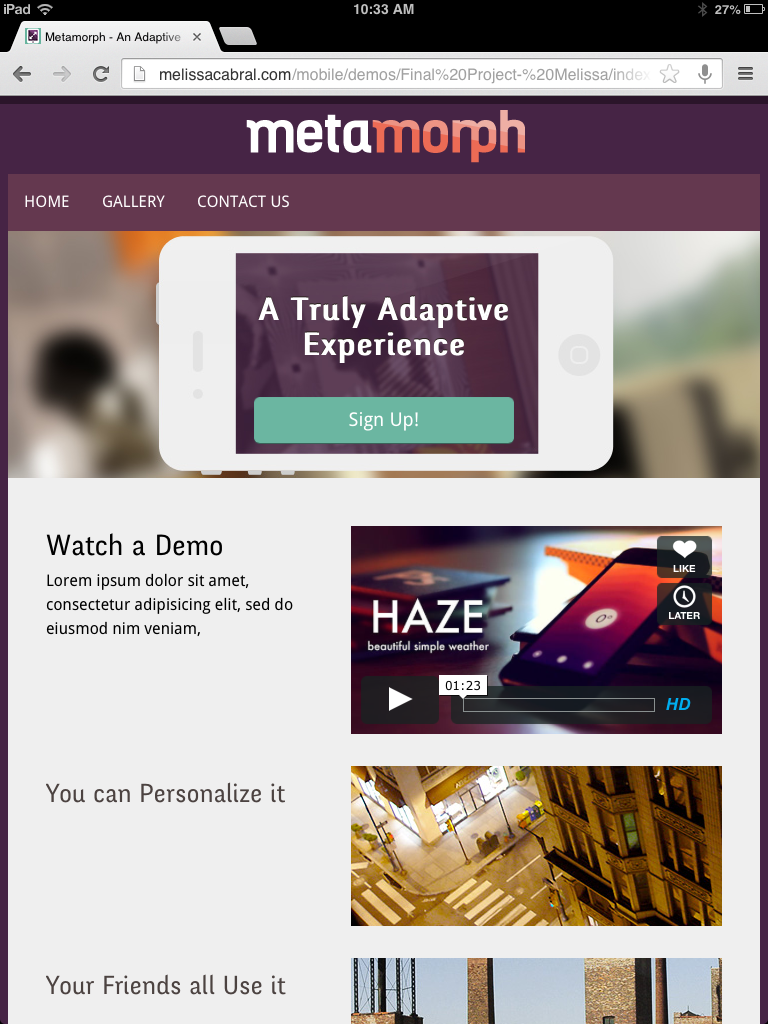 iPad 10:33 AM 27%
Metamorph - An Adaptive
melissacabral.com/mobile/demos/Final%20Project-%20Melissa/index
metamorph
HOME GALLERY CONTACT US
A Truly Adaptive
Experience
Sign Up!
Watch a Demo
Lorem ipsum dolor sit amet,
consectetur adipisicing elit, sed do
eiusmod nim veniam,
HAZE
beautiful simple weather
LIKE
LATER
01:23
HD
You can Personalize it
Your Friends all Use it